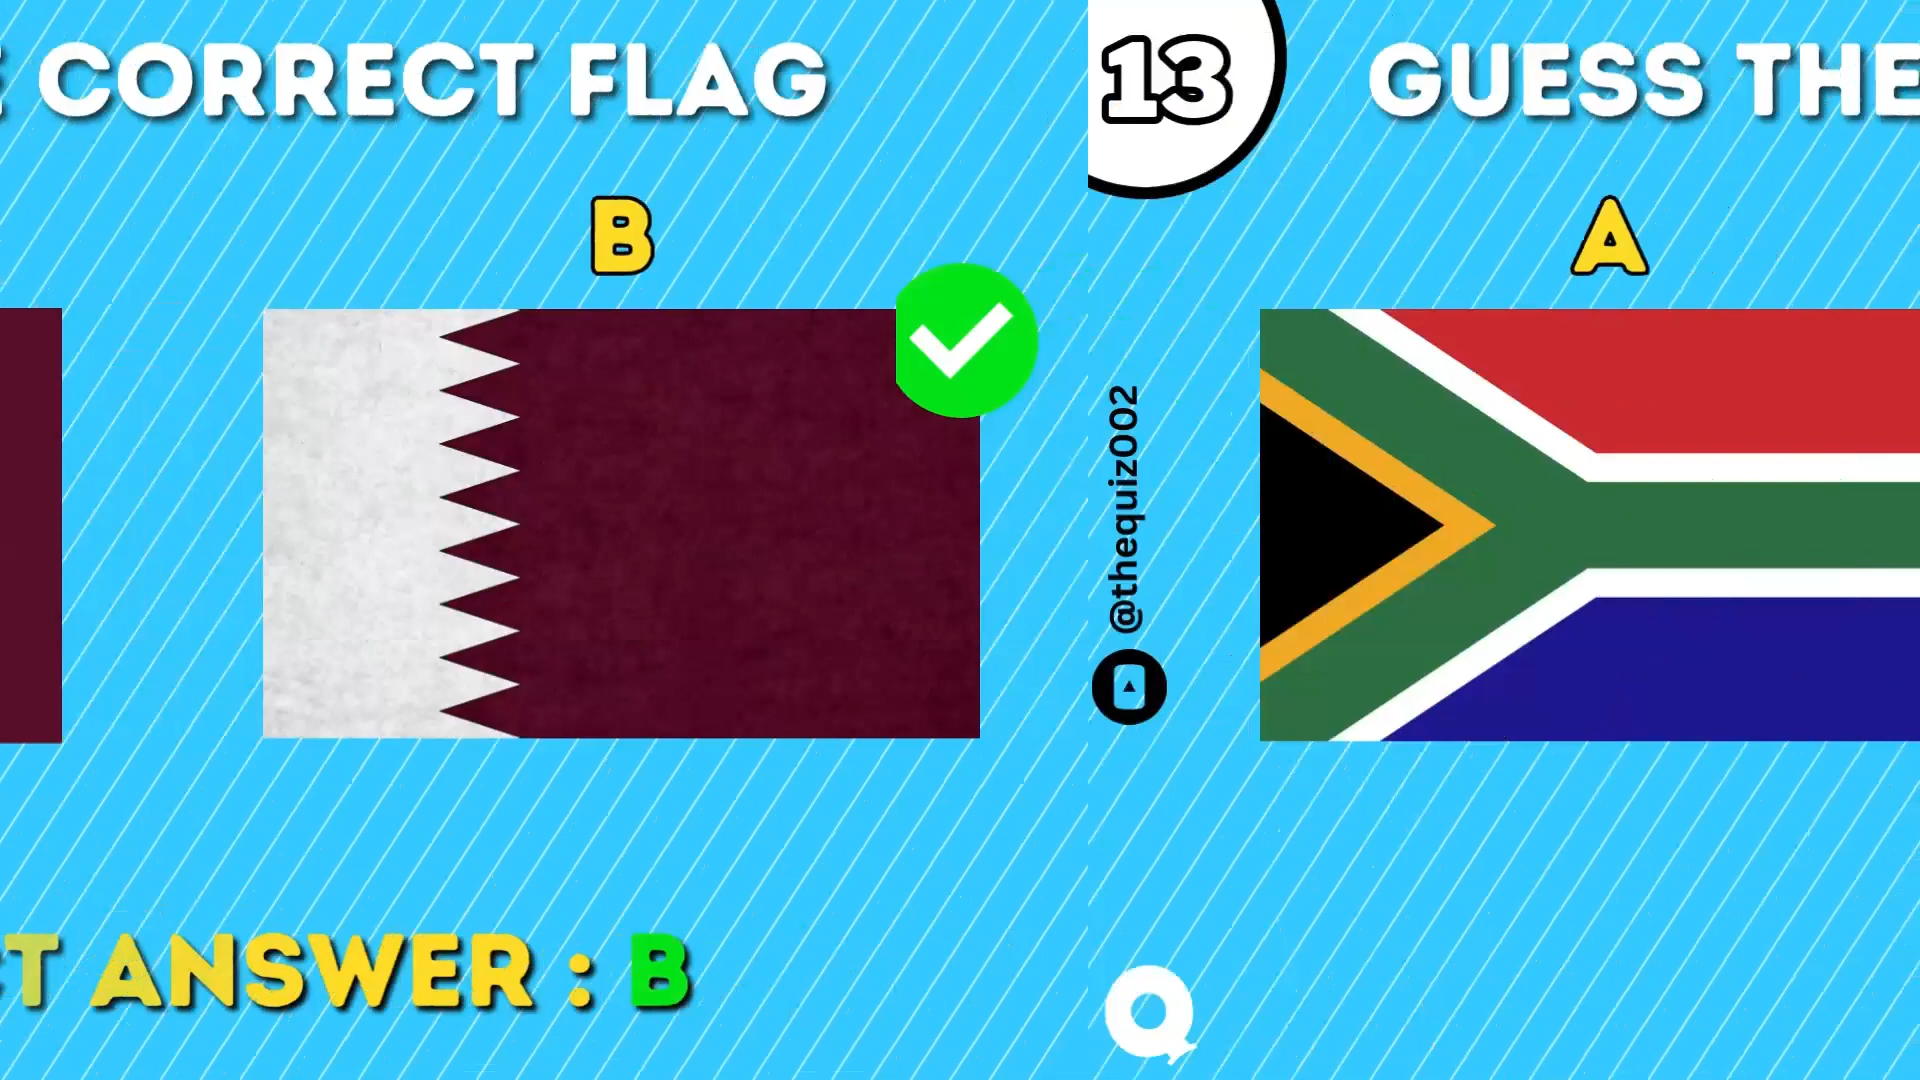 CORRECT FLAG
B
T ANSWER : B
13
GUESS THE
A
@thequiz002
Q